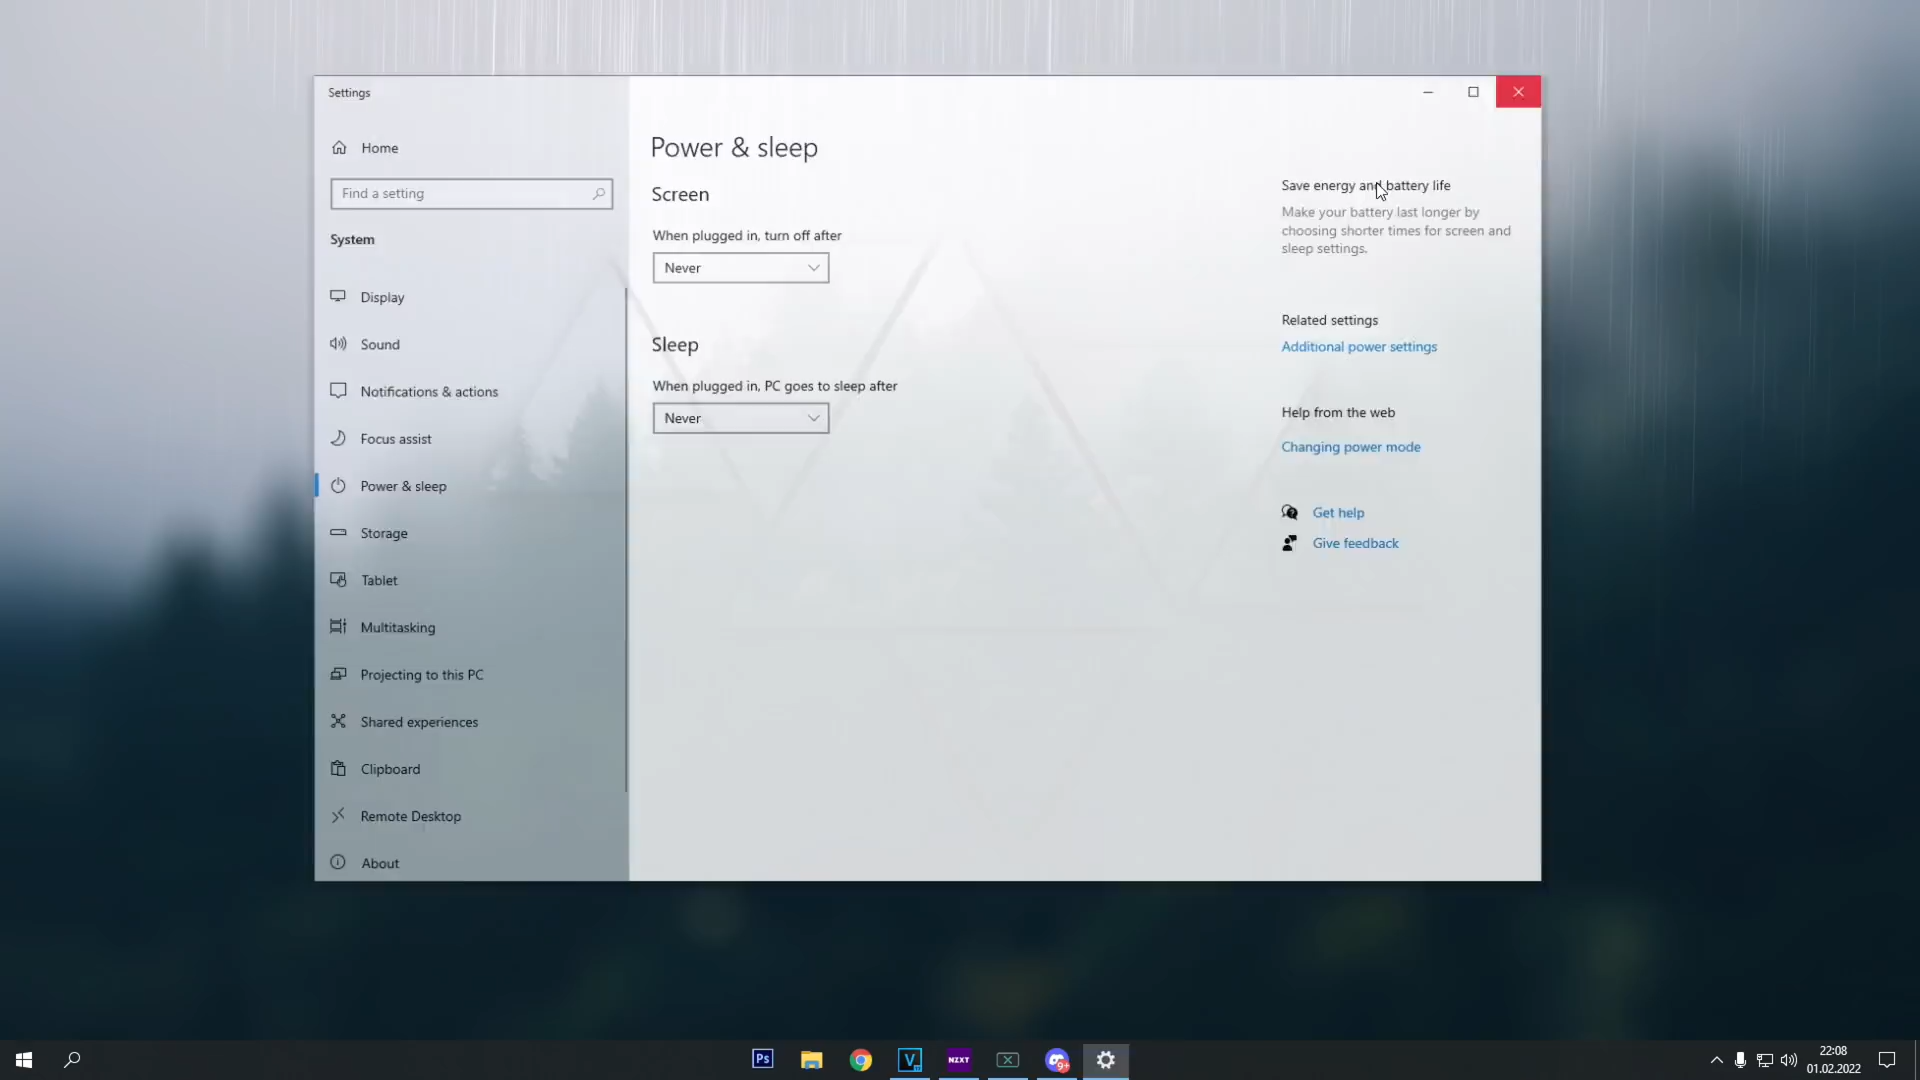 Settings
Home
Find a setting
System
Display
Sound
Notifications & actions
Focus assist
Power & sleep
Storage
Tablet
Multitasking
Projecting to this PC
Shared experiences
Clipboard
Remote Desktop
About
Power & sleep
Screen
When plugged in, turn off after
Never
Sleep
When plugged in, PC goes to sleep after
Never
Save energy and battery life
Make your battery last longer by
choosing shorter times for screen and
sleep settings.
Related settings
Additional power settings
Help from the web
Changing power mode
Get help
Give feedback
Ps
V
NZXT
9+
22:08
01.02.2022